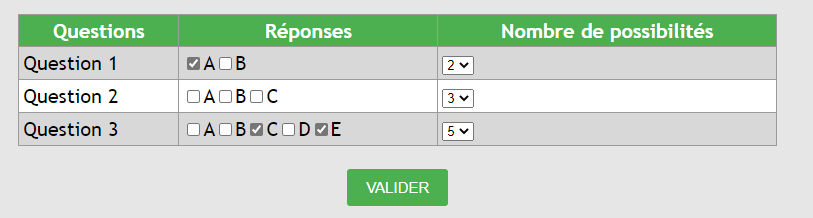 Questions Réponses Nombre de possibilités
Question 1 A B 2
Question 2 A B C 3
Question 3 A B C D E 5
VALIDER